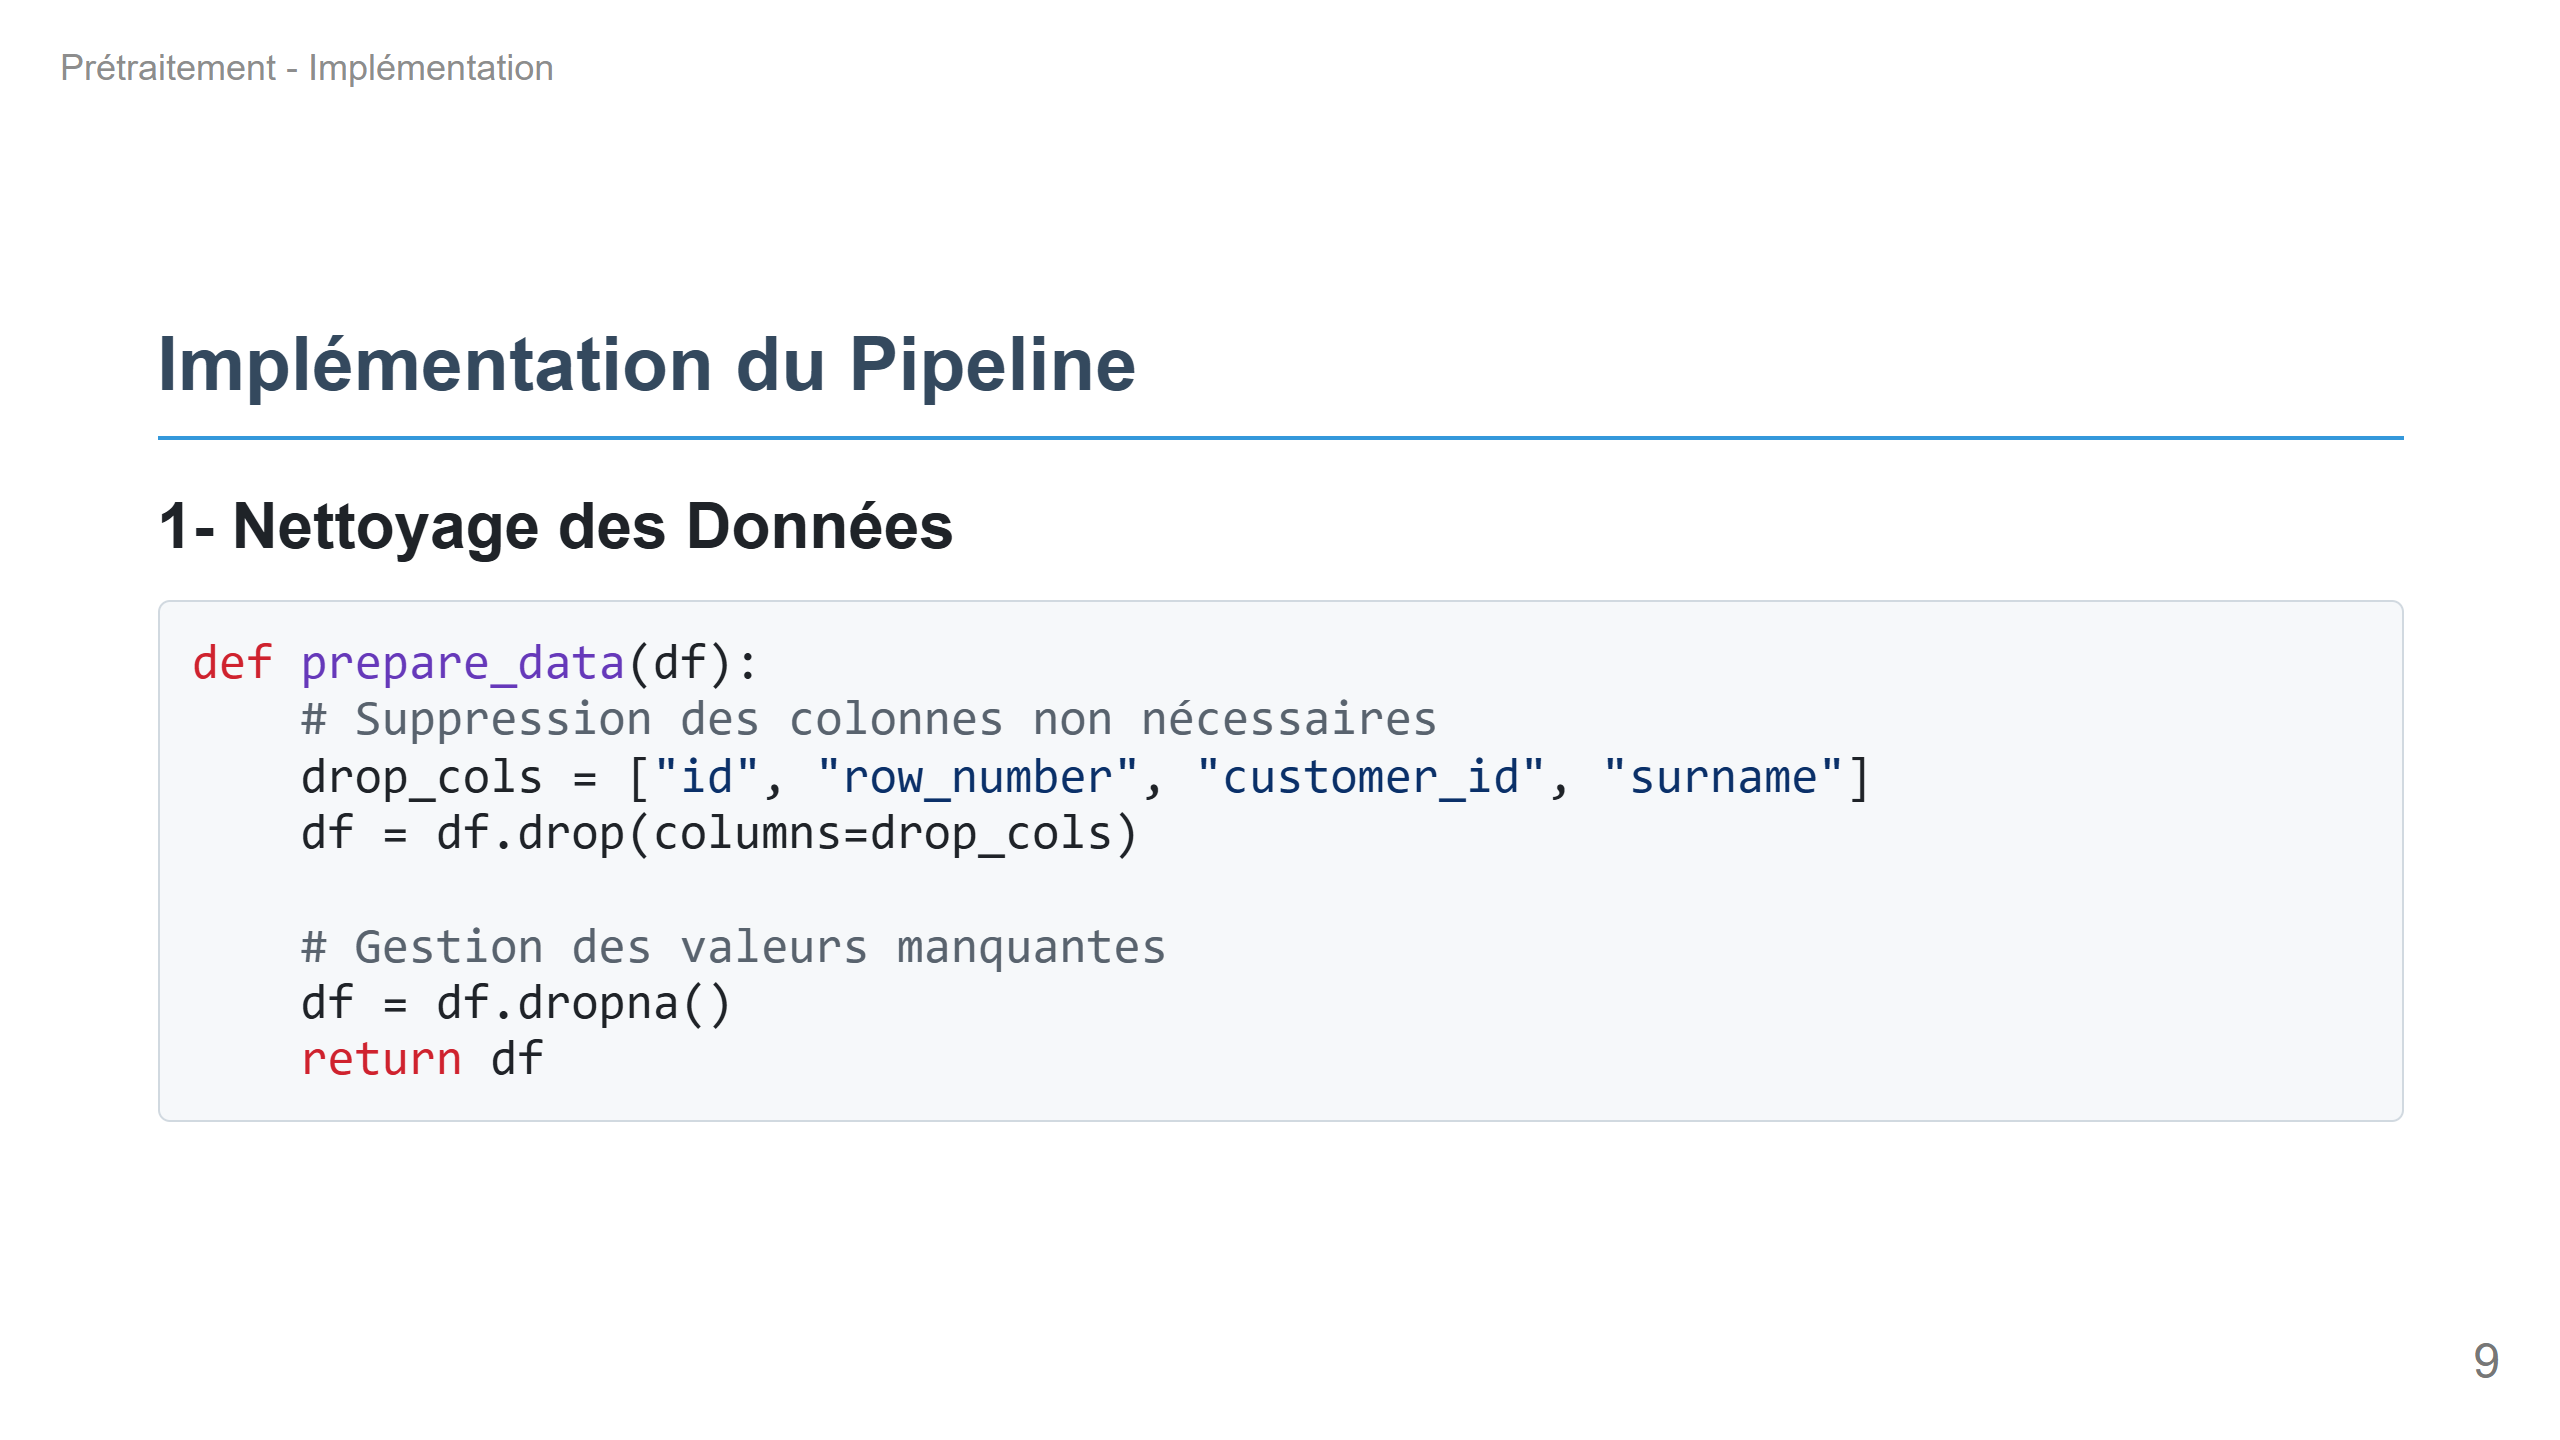 Prétraitement - Implémentation
Implémentation du Pipeline
1- Nettoyage des Données
def prepare_data(df):
    # Suppression des colonnes non nécessaires
    drop_cols = ["id", "row_number", "customer_id", "surname"]
    df = df.drop(columns=drop_cols)
    # Gestion des valeurs manquantes
    df = df.dropna()
    return df
9